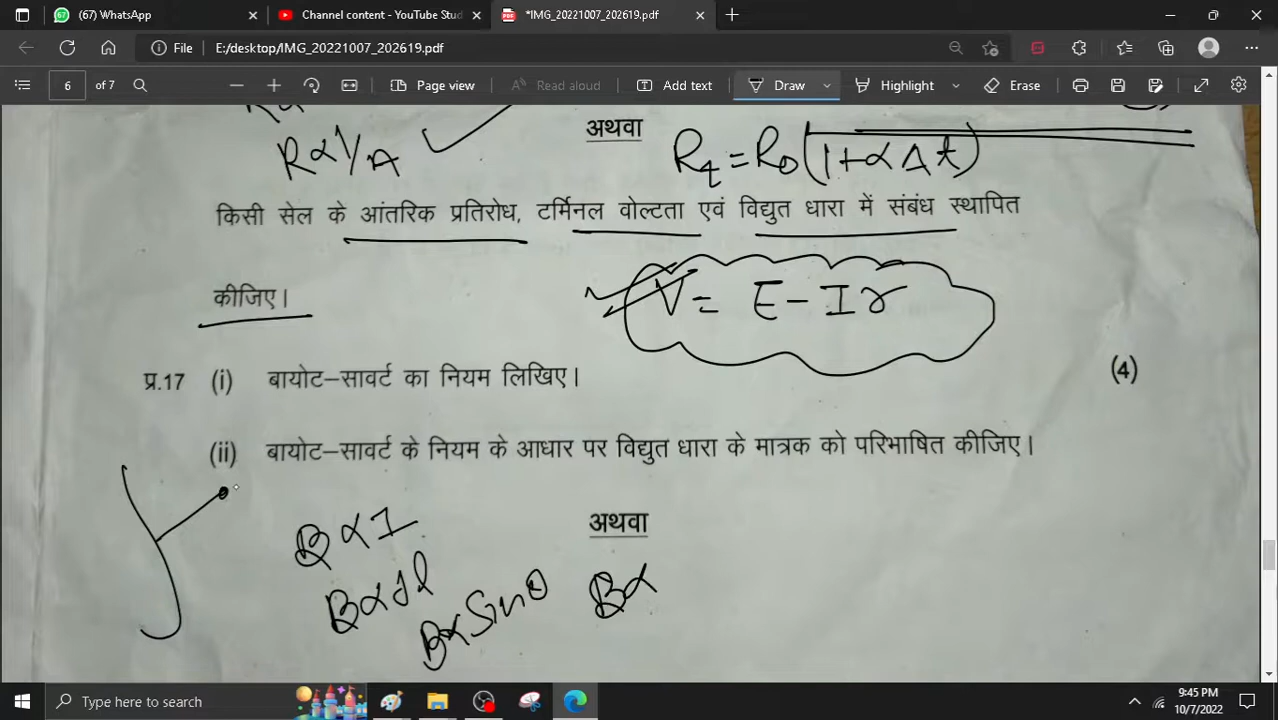 (67) WhatsApp
Channel content - YouTube Stud
*IMG_20221007_202619.pdf
File E:/desktop/IMG_20221007_202619.pdf
6 of 7
Page view
Read aloud
Add text
Draw
Highlight
Erase
अथवा
R α 1/A
Rt = R0 (1+α Δt)
किसी सेल के आंतरिक प्रतिरोध, टर्मिनल वोल्टता एवं विद्युत धारा में संबंध स्थापित
कीजिए।
V = E - Ir
प्र.17 (i) बायोट–सावर्ट का नियम लिखिए। (4)
(ii) बायोट–सावर्ट के नियम के आधार पर विद्युत धारा के मात्रक को परिभाषित कीजिए।
B α I
अथवा
B α dl
B α Sinθ
B α
Type here to search
9:45 PM
10/7/2022